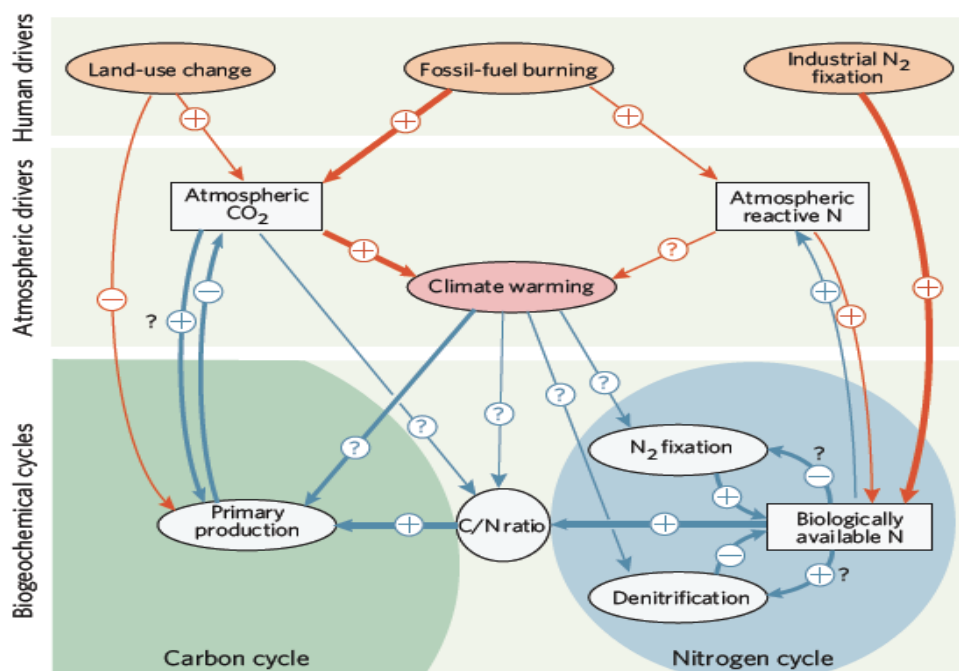 Human drivers
Land-use change
Fossil-fuel burning
Industrial N₂
fixation
+
+
+
Atmospheric drivers
Atmospheric
CO₂
Atmospheric
reactive N
+
?
Climate warming
−
?
+
−
+
+
+
Biogeochemical cycles
?
?
?
?
?
N₂ fixation
?
−
+
Primary
production
+
C/N ratio
+
Biologically
available N
−
+
?
Denitrification
Carbon cycle
Nitrogen cycle